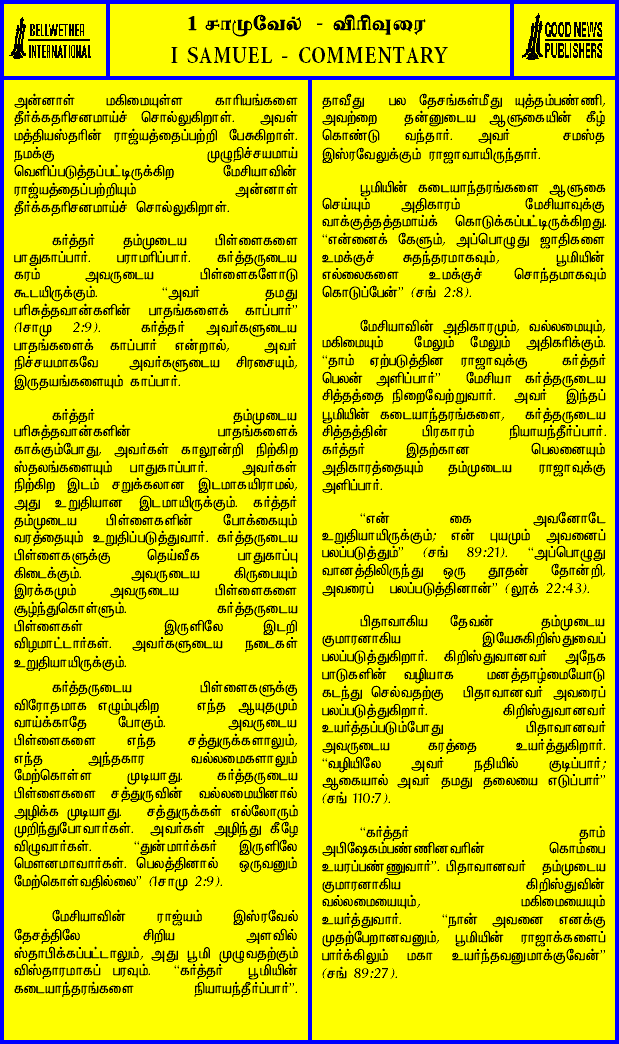 BELLWETHER
INTERNATIONAL
1 சாமுவேல் - விரிவுரை
I SAMUEL - COMMENTARY
GOOD NEWS
PUBLISHERS
அன்னாள் மகிமையுள்ள காரியங்களை
தீர்க்கதரிசனமாய்ச் சொல்லுகிறாள். அவள்
மத்தியஸ்தரின் ராஜ்யத்தைப்பற்றி பேசுகிறாள்.
நமக்கு முழுநிச்சயமாய்
வெளிப்படுத்தப்பட்டிருக்கிற மேசியாவின்
ராஜ்யத்தைப்பற்றியும் அன்னாள்
தீர்க்கதரிசனமாய்ச் சொல்லுகிறாள்.
கர்த்தர் தம்முடைய பிள்ளைகளை
பாதுகாப்பார். பராமரிப்பார். கர்த்தருடைய
கரம் அவருடைய பிள்ளைகளோடு
கூடயிருக்கும். “அவர் தமது
பரிசுத்தவான்களின் பாதங்களைக் காப்பார்”
(1சாமு 2:9). கர்த்தர் அவர்களுடைய
பாதங்களைக் காப்பார் என்றால், அவர்
நிச்சயமாகவே அவர்களுடைய சிரசையும்,
இருதயங்களையும் காப்பார்.
கர்த்தர் தம்முடைய
பரிசுத்தவான்களின் பாதங்களைக்
காக்கும்போது, அவர்கள் காலூன்றி நிற்கிற
ஸ்தலங்களையும் பாதுகாப்பார். அவர்கள்
நிற்கிற இடம் சறுக்கலான இடமாகயிராமல்,
அது உறுதியான இடமாயிருக்கும். கர்த்தர்
தம்முடைய பிள்ளைகளின் போக்கையும்
வரத்தையும் உறுதிப்படுத்துவார். கர்த்தருடைய
பிள்ளைகளுக்கு தெய்வீக பாதுகாப்பு
கிடைக்கும். அவருடைய கிருபையும்
இரக்கமும் அவருடைய பிள்ளைகளை
சூழ்ந்துகொள்ளும். கர்த்தருடைய
பிள்ளைகள் இருளிலே இடறி
விழமாட்டார்கள். அவர்களுடைய நடைகள்
உறுதியாயிருக்கும்.
கர்த்தருடைய பிள்ளைகளுக்கு
விரோதமாக எழும்புகிற எந்த ஆயுதமும்
வாய்க்காதே போகும். அவருடைய
பிள்ளைகளை எந்த சத்துருக்களாலும்,
எந்த அந்தகார வல்லமைகளாலும்
மேற்கொள்ள முடியாது. கர்த்தருடைய
பிள்ளைகளை சத்துருவின் வல்லமையினால்
அழிக்க முடியாது. சத்துருக்கள் எல்லோரும்
முறிந்துபோவார்கள். அவர்கள் அழிந்து கீழே
விழுவார்கள். “துன்மார்க்கர் இருளிலே
மௌனமாவார்கள். பெலத்தினால் ஒருவனும்
மேற்கொள்வதில்லை” (1சாமு 2:9).
மேசியாவின் ராஜ்யம் இஸ்ரவேல்
தேசத்திலே சிறிய அளவில்
ஸ்தாபிக்கப்பட்டாலும், அது பூமி முழுவதற்கும்
விஸ்தாரமாகப் பரவும். “கர்த்தர் பூமியின்
கடையாந்தரங்களை நியாயந்தீர்ப்பார்”.
தாவீது பல தேசங்கள்மீது யுத்தம்பண்ணி,
அவற்றை தன்னுடைய ஆளுகையின் கீழ்
கொண்டு வந்தார். அவர் சமஸ்த
இஸ்ரவேலுக்கும் ராஜாவாயிருந்தார்.
பூமியின் கடையாந்தரங்களை ஆளுகை
செய்யும் அதிகாரம் மேசியாவுக்கு
வாக்குத்தத்தமாய்க் கொடுக்கப்பட்டிருக்கிறது.
“என்னைக் கேளும், அப்பொழுது ஜாதிகளை
உமக்குச் சுதந்தரமாகவும், பூமியின்
எல்லைகளை உமக்குச் சொந்தமாகவும்
கொடுப்பேன்” (சங் 2:8).
மேசியாவின் அதிகாரமும், வல்லமையும்,
மகிமையும் மேலும் மேலும் அதிகரிக்கும்.
“தாம் ஏற்படுத்தின ராஜாவுக்கு கர்த்தர்
பெலன் அளிப்பார்” மேசியா கர்த்தருடைய
சித்தத்தை நிறைவேற்றுவார். அவர் இந்தப்
பூமியின் கடையாந்தரங்களை, கர்த்தருடைய
சித்தத்தின் பிரகாரம் நியாயந்தீர்ப்பார்.
கர்த்தர் இதற்கான பெலனையும்
அதிகாரத்தையும் தம்முடைய ராஜாவுக்கு
அளிப்பார்.
“என் கை அவனோடே
உறுதியாயிருக்கும்; என் புயமும் அவனைப்
பலப்படுத்தும்” (சங் 89:21). “அப்பொழுது
வானத்திலிருந்து ஒரு தூதன் தோன்றி,
அவரைப் பலப்படுத்தினான்” (லூக் 22:43).
பிதாவாகிய தேவன் தம்முடைய
குமாரனாகிய இயேசுகிறிஸ்துவைப்
பலப்படுத்துகிறார். கிறிஸ்துவானவர் அநேக
பாடுகளின் வழியாக மனத்தாழ்மையோடு
கடந்து செல்வதற்கு பிதாவானவர் அவரைப்
பலப்படுத்துகிறார். கிறிஸ்துவானவர்
உயர்த்தப்படும்போது பிதாவானவர்
அவருடைய கரத்தை உயர்த்துகிறார்.
“வழியிலே அவர் நதியில் குடிப்பார்;
ஆகையால் அவர் தமது தலையை எடுப்பார்”
(சங் 110:7).
“கர்த்தர் தாம்
அபிஷேகம்பண்ணினவரின் கொம்பை
உயரப்பண்ணுவார்”. பிதாவானவர் தம்முடைய
குமாரனாகிய கிறிஸ்துவின்
வல்லமையையும், மகிமையையும்
உயர்த்துவார். “நான் அவனை எனக்கு
முதற்பேறானவனும், பூமியின் ராஜாக்களைப்
பார்க்கிலும் மகா உயர்ந்தவனுமாக்குவேன்”
(சங் 89:27).